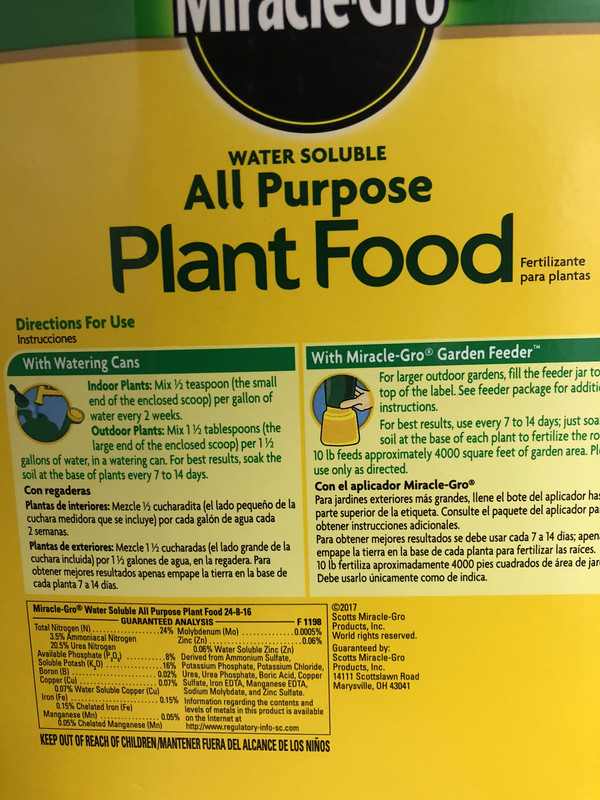 Miracle-Gro
WATER SOLUBLE
All Purpose
Plant Food
Fertilizante
para plantas
Directions For Use
Instrucciones
With Watering Cans
Indoor Plants: Mix ½ teaspoon (the small
end of the enclosed scoop) per gallon of
water every 2 weeks.
Outdoor Plants: Mix 1 ½ tablespoons (the
large end of the enclosed scoop) per 1 ½
gallons of water, in a watering can. For best results, soak the
soil at the base of plants every 7 to 14 days.
Con regaderas
Plantas de interiores: Mezcle ½ cucharadita (el lado pequeño de la
cuchara medidora que se incluye) por cada galón de agua cada
2 semanas.
Plantas de exteriores: Mezcle 1 ½ cucharadas (el lado grande de la
cuchara incluida) por 1 ½ galones de agua, en la regadera. Para
obtener mejores resultados apenas empape la tierra en la base de
cada planta 7 a 14 días.
With Miracle-Gro® Garden Feeder™
For larger outdoor gardens, fill the feeder jar to
top of the label. See feeder package for additi
instructions.
For best results, use every 7 to 14 days; just soa
soil at the base of each plant to fertilize the ro
10 lb feeds approximately 4000 square feet of garden area. Pl
use only as directed.
Con el aplicador Miracle-Gro®
Para jardines exteriores más grandes, llene el bote del aplicador has
parte superior de la etiqueta. Consulte el paquete del aplicador pa
obtener instrucciones adicionales.
Para obtener mejores resultados se debe usar cada 7 a 14 dias; apen
empape la tierra en la base de cada planta para fertilizar las raíces.
10 lb fertiliza aproximadamente 4000 pies cuadrados de área de jar
Debe usarlo únicamente como de indica.
Miracle-Gro® Water Soluble All Purpose Plant Food 24-8-16
GUARANTEED ANALYSIS F 1198
Total Nitrogen (N) 24%
3.5% Ammoniacal Nitrogen
20.5% Urea Nitrogen
Available Phosphate (P₂O₅) 8%
Soluble Potash (K₂O) 16%
Boron (B) 0.02%
Copper (Cu) 0.07%
0.07% Water Soluble Copper (Cu)
Iron (Fe) 0.15%
0.15% Chelated Iron (Fe)
Manganese (Mn) 0.05%
0.05% Chelated Manganese (Mn)
Molybdenum (Mo) 0.0005%
Zinc (Zn) 0.06%
0.06% Water Soluble Zinc (Zn)
Derived from Ammonium Sulfate,
Potassium Phosphate, Potassium Chloride,
Urea, Urea Phosphate, Boric Acid, Copper
Sulfate, Iron EDTA, Manganese EDTA,
Sodium Molybdate, and Zinc Sulfate.
Information regarding the contents and
levels of metals in this product is available
on the Internet at
http://www.regulatory-info-sc.com
©2017
Scotts Miracle-Gro
Products, Inc.
World rights reserved.
Guaranteed by:
Scotts Miracle-Gro
Products, Inc.
14111 Scottslawn Road
Marysville, OH 43041
KEEP OUT OF REACH OF CHILDREN/MANTENER FUERA DEL ALCANCE DE LOS NIÑOS